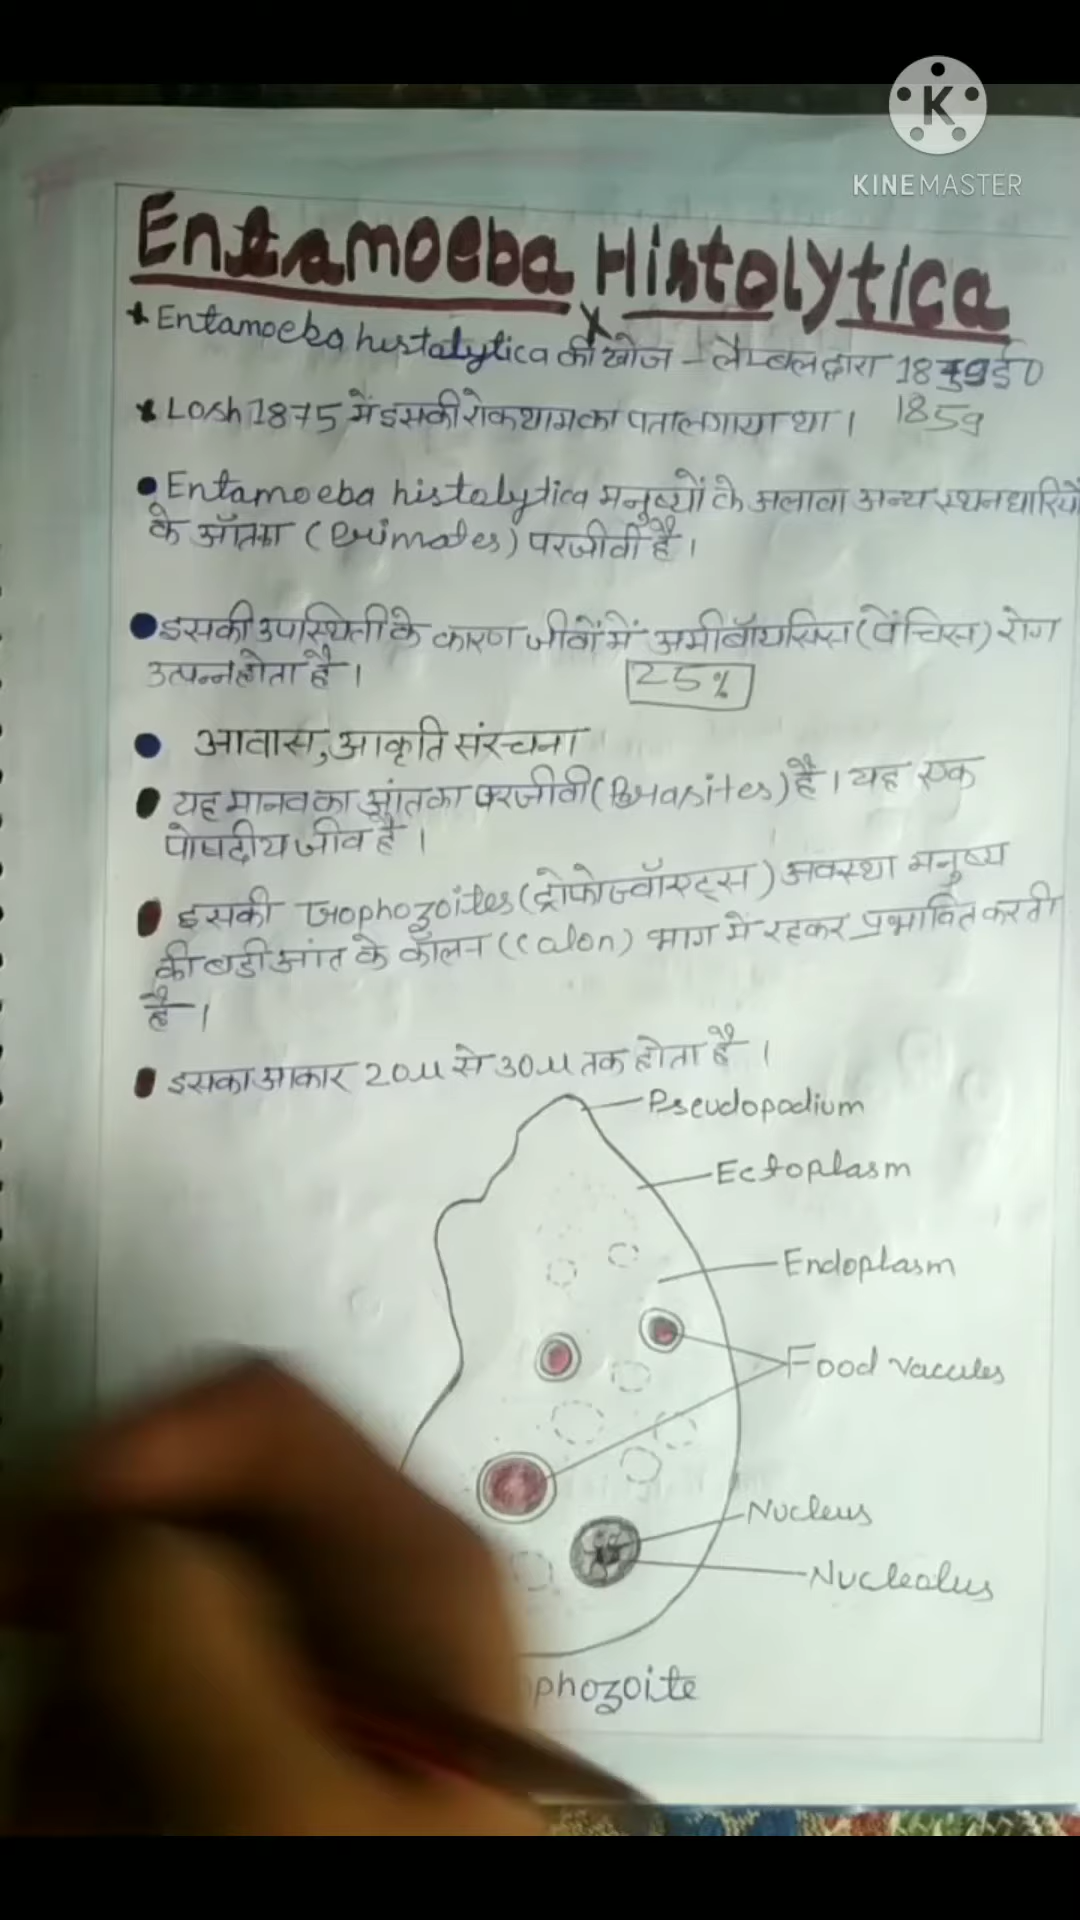 KINEMASTER
Entamoeba Histolytica
Entamoeba histalytica की खोज – लैम्बल द्वारा ई0
1859
Losh 1875 में इसकी रोकथाम का पता लगाया था।
Entamoeba histolytica मनुष्यों के अलावा अन्य स्थनधारियों
के (Primates) परजीवी है।
इसकी उपस्थिती के कारण जीवों में अमीबॉयसिस (पेंचिस) रोग
उत्पन्न होता है।
25%
आवास, आकृति संरचना
यह मानव का आंत का परजीवी (Parasites) है। यह एक
पोषदीय जीव है।
इसकी Trophozoites (ट्रोफोज्वॉएट्स) अवस्था मनुष्य
की बडी आंत के कॉलन (colon) भाग में रहकर प्रभावित करती
है।
इसका आकार 20µ से 30µ तक होता है।
Pseudopodium
Ectoplasm
Endoplasm
Food vacules
Nucleus
Nucleolus
phozoite